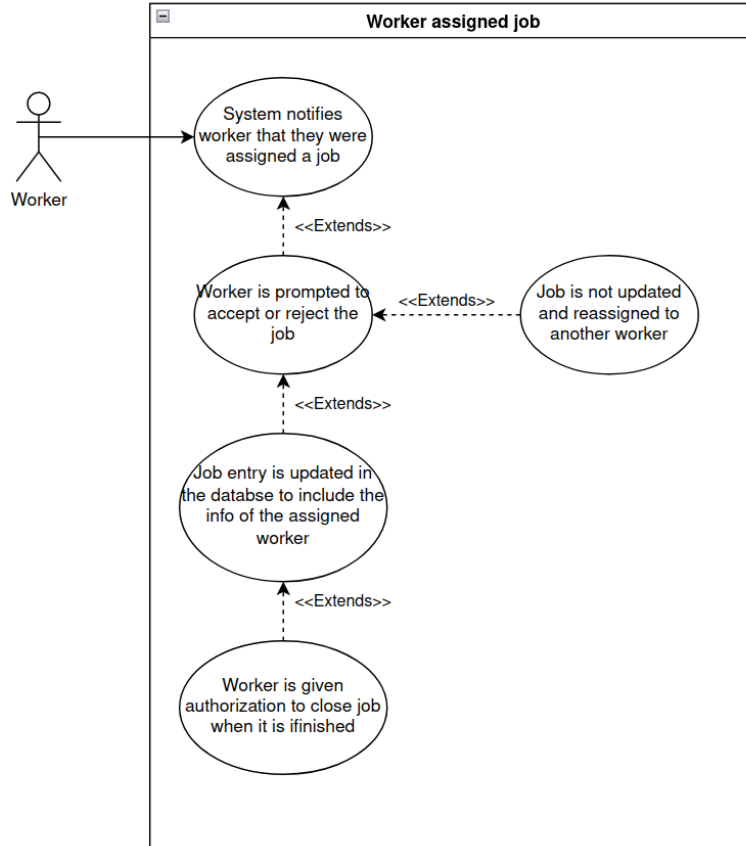 Worker assigned job
System notifies
worker that they were
assigned a job
Worker
<<Extends>>
Worker is prompted to
accept or reject the
job
<<Extends>>
Job is not updated
and reassigned to
another worker
<<Extends>>
Job entry is updated in
the databse to include the
info of the assigned
worker
<<Extends>>
Worker is given
authorization to close job
when it is ifinished